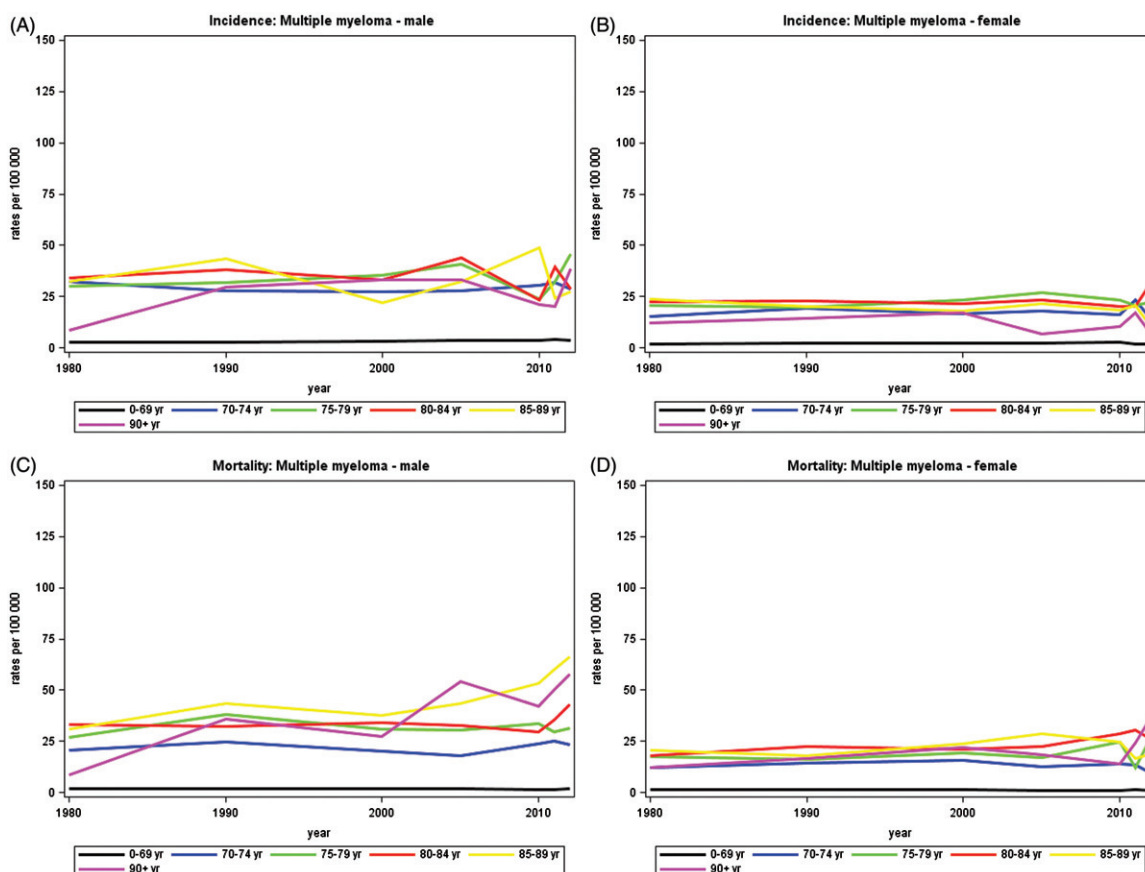 (A)
Incidence: Multiple myeloma - male
150
125
100
75
50
25
0
rates per 100 000
1980
1990
2000
2010
year
0-69 yr 70-74 yr 75-79 yr 80-84 yr 85-89 yr
90+ yr
(B)
Incidence: Multiple myeloma - female
150
125
100
75
50
25
0
rates per 100 000
1980
1990
2000
2010
year
0-69 yr 70-74 yr 75-79 yr 80-84 yr 85-89 yr
90+ yr
(C)
Mortality: Multiple myeloma - male
150
125
100
75
50
25
0
rates per 100 000
1980
1990
2000
2010
year
0-69 yr 70-74 yr 75-79 yr 80-84 yr 85-89 yr
90+ yr
(D)
Mortality: Multiple myeloma - female
150
125
100
75
50
25
0
rates per 100 000
1980
1990
2000
2010
year
0-69 yr 70-74 yr 75-79 yr 80-84 yr 85-89 yr
90+ yr